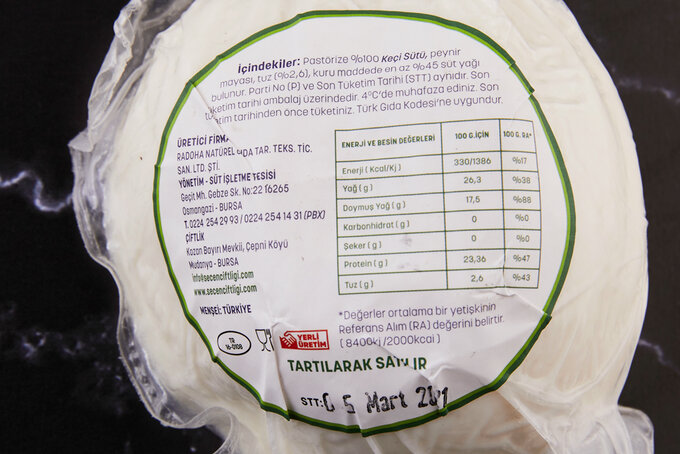 İçindekiler: Pastörize %100 Keçi Sütü, peynir
mayası, tuz (%2,6), kuru maddede en az %45 süt yağı
bulunur. Parti No (P) ve Son Tüketim Tarihi (STT) aynıdır. Son
tüketim tarihi ambalaj üzerindedir. 4°C'de muhafaza ediniz. Son
tüketim tarihinden önce tüketiniz. Türk Gıda Kodesi'ne uygundur.
ÜRETİCİ FİRMA
RADOHA NATUREL GIDA TAR. TEKS. TİC.
SAN. LTD. ŞTİ.
YÖNETİM - SÜT İŞLETME TESİSİ
Geçit Mh. Gebze Sk. No:22 16265
Osmangazi - BURSA
T.0224 254 29 93 / 0224 254 14 31 (PBX)
ÇİFTLİK
Kazan Bayırı Mevkii, Çepni Köyü
Mudanya - BURSA
info@secenciftligi.com
www.secenciftligi.com
MENŞEİ: TÜRKİYE
TR
16-0108
YERLİ
ÜRETİM
ENERJİ VE BESİN DEĞERLERİ 100 G.İÇİN 100 G. RA*
Enerji ( Kcal/Kj ) 330/1386 %17
Yağ ( g ) 26,3 %38
Doymuş Yağ ( g ) 17,5 %88
Karbonhidrat ( g ) 0 %0
Şeker ( g ) 0 %0
Protein ( g ) 23,36 %47
Tuz ( g ) 2,6 %43
*Değerler ortalama bir yetişkinin
Referans Alım (RA) değerini belirtir.
( 8400kj /2000kcal )
TARTILARAK SATILIR
STT: 05 Mart